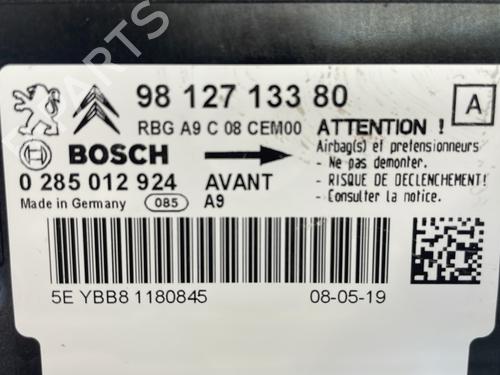 98 127 133 80
A
RBG A9 C 08 CEM00
ATTENTION !
BOSCH
Airbag(s) et pretensionneurs
- Ne pas demonter.
0 285 012 924
AVANT
- RISQUE DE DECLENCHEMENT!
Made in Germany
085
A9
- Consulter la notice.
5E YBB8 1180845
08-05-19